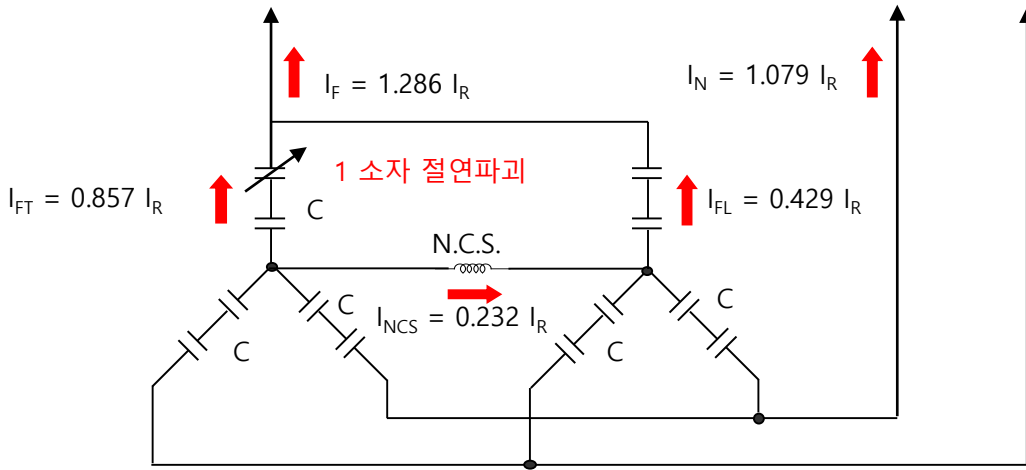 I_F = 1.286 I_R
I_N = 1.079 I_R
1 소자 절연파괴
I_FT = 0.857 I_R
C
I_FL = 0.429 I_R
N.C.S.
C
C
I_NCS = 0.232 I_R
C
C